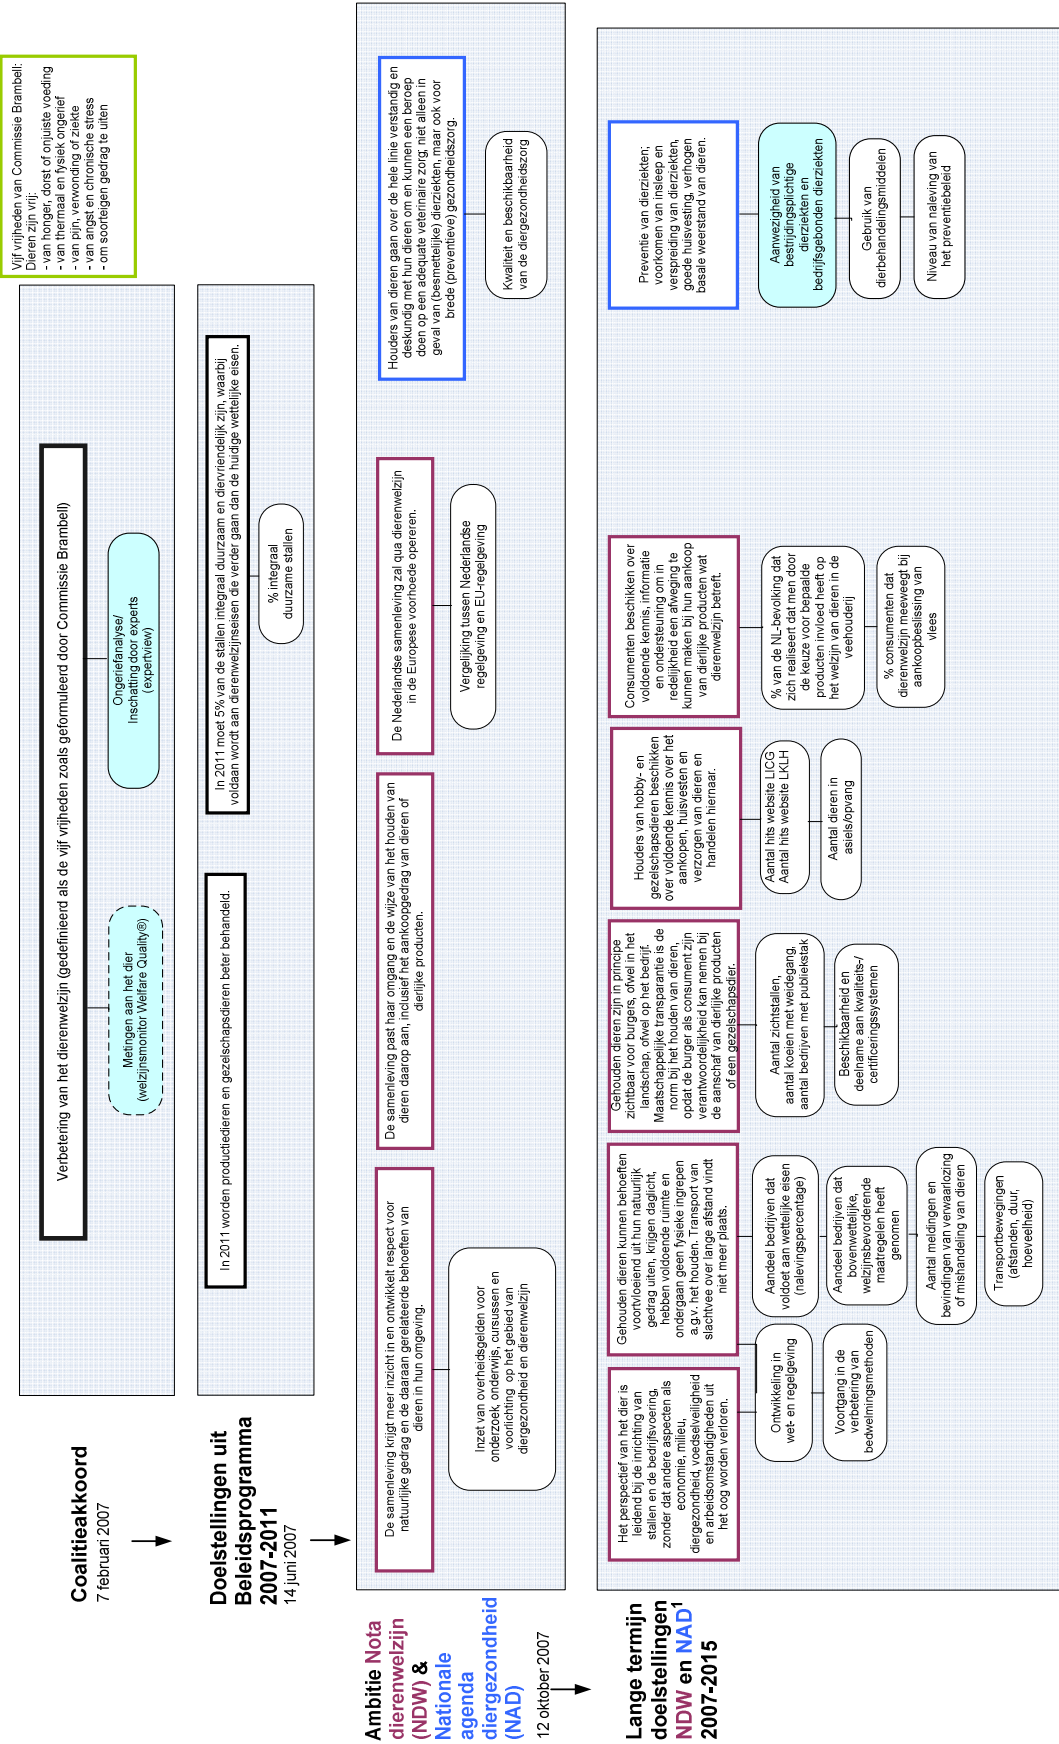 Vijf vrijheden van Commissie Brambell:
Dieren zijn vrij:
- van honger, dorst of onjuiste voeding
- van thermaal en fysiek ongerief
- van pijn, verwonding of ziekte
- van angst en chronische stress
- om soorteigen gedrag te uiten
Coalitieakkoord
7 februari 2007
Verbetering van het dierenwelzijn (gedefinieerd als de vijf vrijheden zoals geformuleerd door Commissie Brambell)
Metingen aan het dier
(welzijnsmonitor Welfare Quality®)
Ongeriefanalyse/
Inschatting door experts
(expertview)
Doelstellingen uit
Beleidsprogramma
2007-2011
14 juni 2007
In 2011 worden productiedieren en gezelschapsdieren beter behandeld.
In 2011 moet 5% van de stallen integraal duurzaam en diervriendelijk zijn, waarbij
voldaan wordt aan dierenwelzijnseisen die verder gaan dan de huidige wettelijke eisen.
% integraal
duurzame stallen
Ambitie Nota
dierenwelzijn
(NDW) &
Nationale
agenda
diergezondheid
(NAD)
12 oktober 2007
De samenleving krijgt meer inzicht in en ontwikkelt respect voor
natuurlijke gedrag en de daaraan gerelateerde behoeften van
dieren in hun omgeving.
Inzet van overheidsgelden voor
onderzoek, onderwijs, cursussen en
voorlichting op het gebied van
diergezondheid en dierenwelzijn
De samenleving past haar omgang en de wijze van het houden van
dieren daarop aan, inclusief het aankoopgedrag van dieren of
dierlijke producten.
De Nederlandse samenleving zal qua dierenwelzijn
in de Europese voorhoede opereren.
Vergelijking tussen Nederlandse
regelgeving en EU-regelgeving
Houders van dieren gaan over de hele linie verstandig en
deskundig met hun dieren om en kunnen een beroep
doen op een adequate veterinaire zorg; niet alleen in
geval van (besmettelijke) dierziekten, maar ook voor
brede (preventieve) gezondheidszorg.
Kwaliteit en beschikbaarheid
van de diergezondheidszorg
Lange termijn
doelstellingen
NDW en NAD1
2007-2015
Het perspectief van het dier is
leidend bij de inrichting van
stallen en de bedrijfsvoering,
zonder dat andere aspecten als
economie, milieu,
diergezondheid, voedselveiligheid
en arbeidsomstandigheden uit
het oog worden verloren.
Gehouden dieren kunen behoeften
voortvloeiend uit hun natuurlijk
gedrag uiten, krijgen daglicht,
hebben voldoende ruimte en
ondergaan geen fysieke ingrepen
a.g.v. het houden. Transport van
slachtvee over lange afstand vindt
niet meer plaats.
Ontwikkeling in
wet- en regelgeving
Voortgang in de
verbetering van
bedwelmingsmethoden
Aandeel bedrijven dat
voldoet aan wettelijke eisen
(nalevingspercentage)
Aandeel bedrijven dat
bovenwettelijke,
welzijnsbevorderende
maatregelen heeft
genomen
Aantal meldingen en
bevindingen van verwaarlozing
of mishandeling van dieren
Transportbewegingen
(afstanden, duur,
hoeveelheid)
Gehouden dieren zijn in principe
zichtbaar voor burgers, ofwel in het
landschap, ofwel op het bedrijf.
Maatschappelijke transparantie is de
norm bij het houden van dieren,
opdat de burger als consument zijn
verantwoordelijkheid kan nemen bij
de aanschaf van dierlijke producten
of een gezelschapsdier.
Aantal zichtstallen,
aantal koeien met weidegang,
aantal bedrijven met publiekstak
Beschikbaarheid en
deelname aan kwaliteits-/
certificeringssystemen
Houders van hobby- en
gezelschapsdieren beschikken
over voldoende kennis over het
aankopen, huisvesten en
verzorgen van dieren en
handelen hiernaar.
Aantal hits website LICG
Aantal hits website LKLH
Aantal dieren in
asiels/opvang
Consumenten beschikken over
voldoende kennis, informatie
en ondersteuning om in
redelijkheid een afweging te
kunnen maken bij hun aankoop
van dierlijke producten wat
dierenwelzijn betreft.
% van de NL-bevolking dat
zich realiseert dat men door
de keuze voor bepaalde
producten invloed heeft op
het welzijn van dieren in de
veehouderij
% consumenten dat
dierenwelzijn meeweegt bij
aankoopbeslissing van
vlees
Preventie van dierziekten;
voorkomen van insleep en
verspreiding van dierziekten,
goede huisvesting, verhogen
basale weerstand van dieren.
Aanwezigheid van
bestrijdingsplichtige
dierziekten en
bedrijfsgebonden dierziekten
Gebruik van
dierbehandelingsmiddelen
Niveau van naleving van
het preventiebeleid